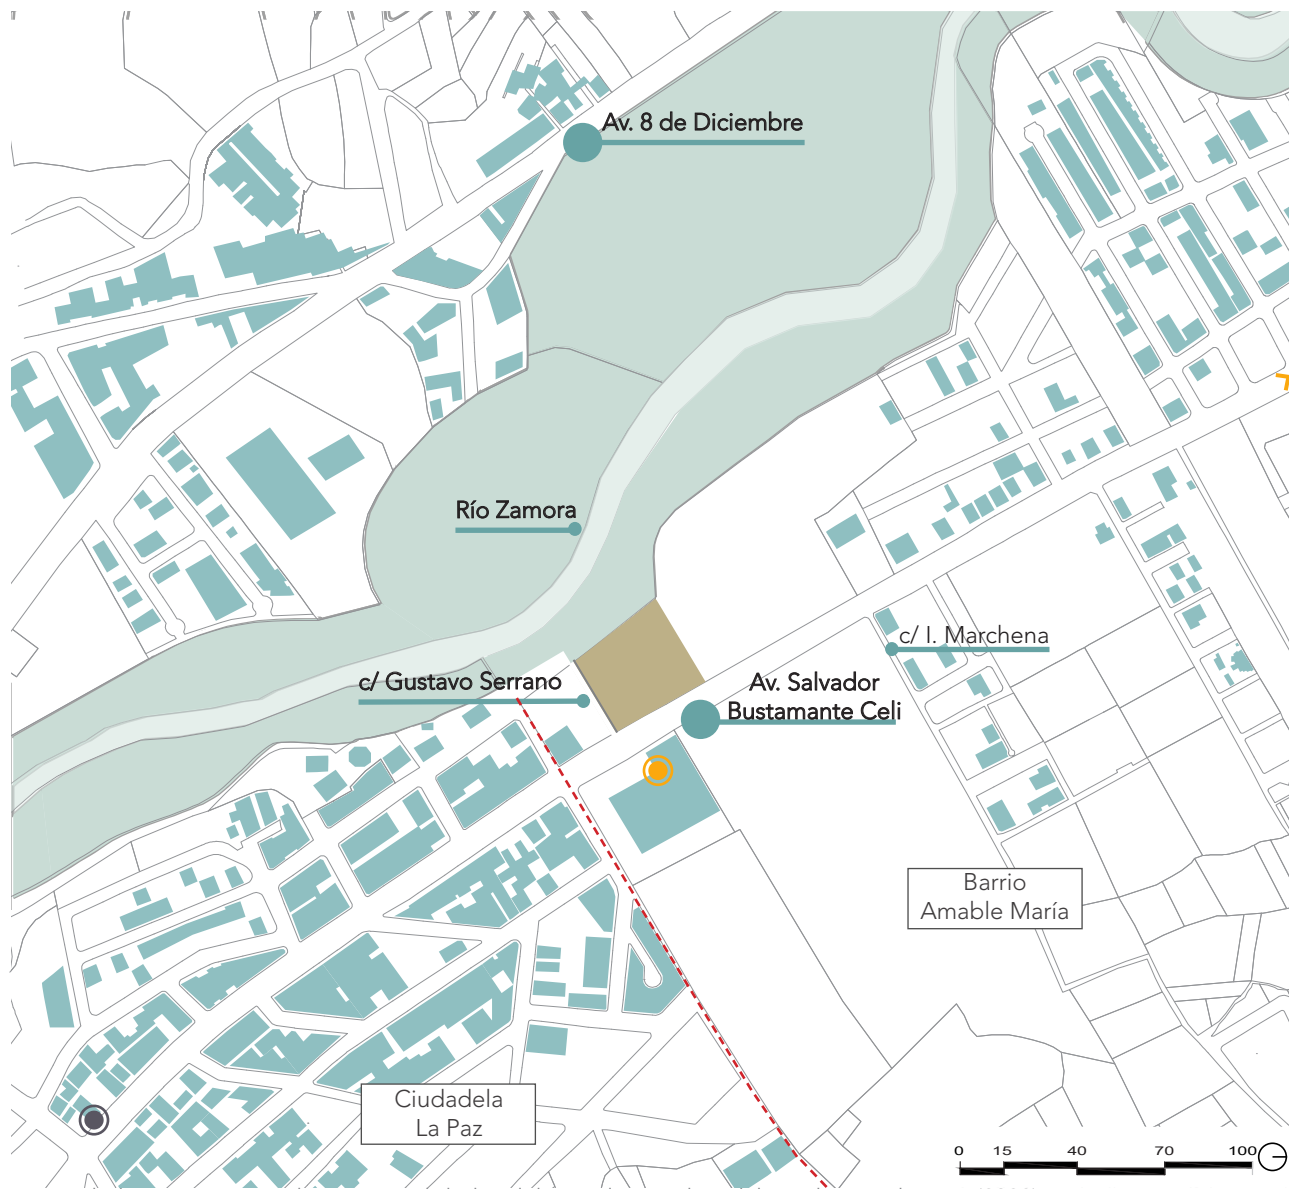 Av. 8 de Diciembre
Río Zamora
c/ I. Marchena
c/ Gustavo Serrano
Av. Salvador
Bustamante Celi
Barrio
Amable María
Ciudadela
La Paz
0 15 40 70 100